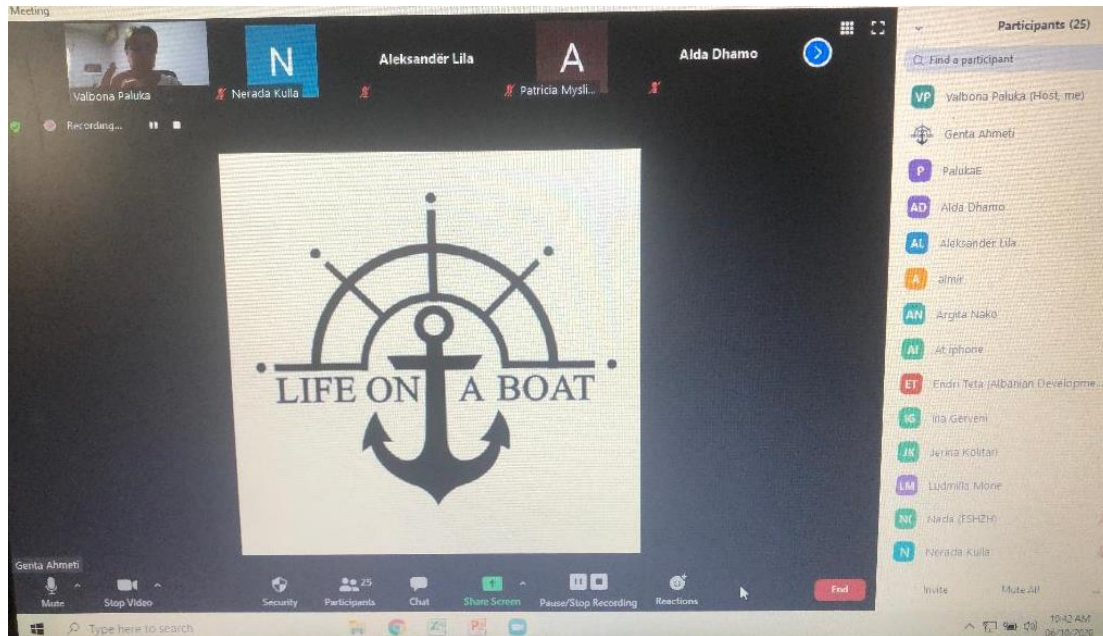 Meeting
N
Aleksandër Lila
A
Alda Dhamo
Valbona Paluka
Nerada Kulla
Patricia Mysli...
Recording...
LIFE ON A BOAT
Genta Ahmeti
Mute
Stop Video
Security
25
Participants
Chat
Share Screen
Pause/Stop Recording
Reactions
End
Participants (25)
Find a participant
VP Valbona Paluka (Host, me)
Genta Ahmeti
P PalukaE
AD Alda Dhamo
AL Aleksander Lila
A almir
AN Argita Nako
AI At iphone
ET Endri Teta (Albanian Developme...
IG Gerveni
JK Jerina Kolitari
LM Ludmilla Mone
N( Nada (FSHZH)
N Nerada Kulla
Invite
Mute All
...
Type here to search
10:42 AM
06/10/2020